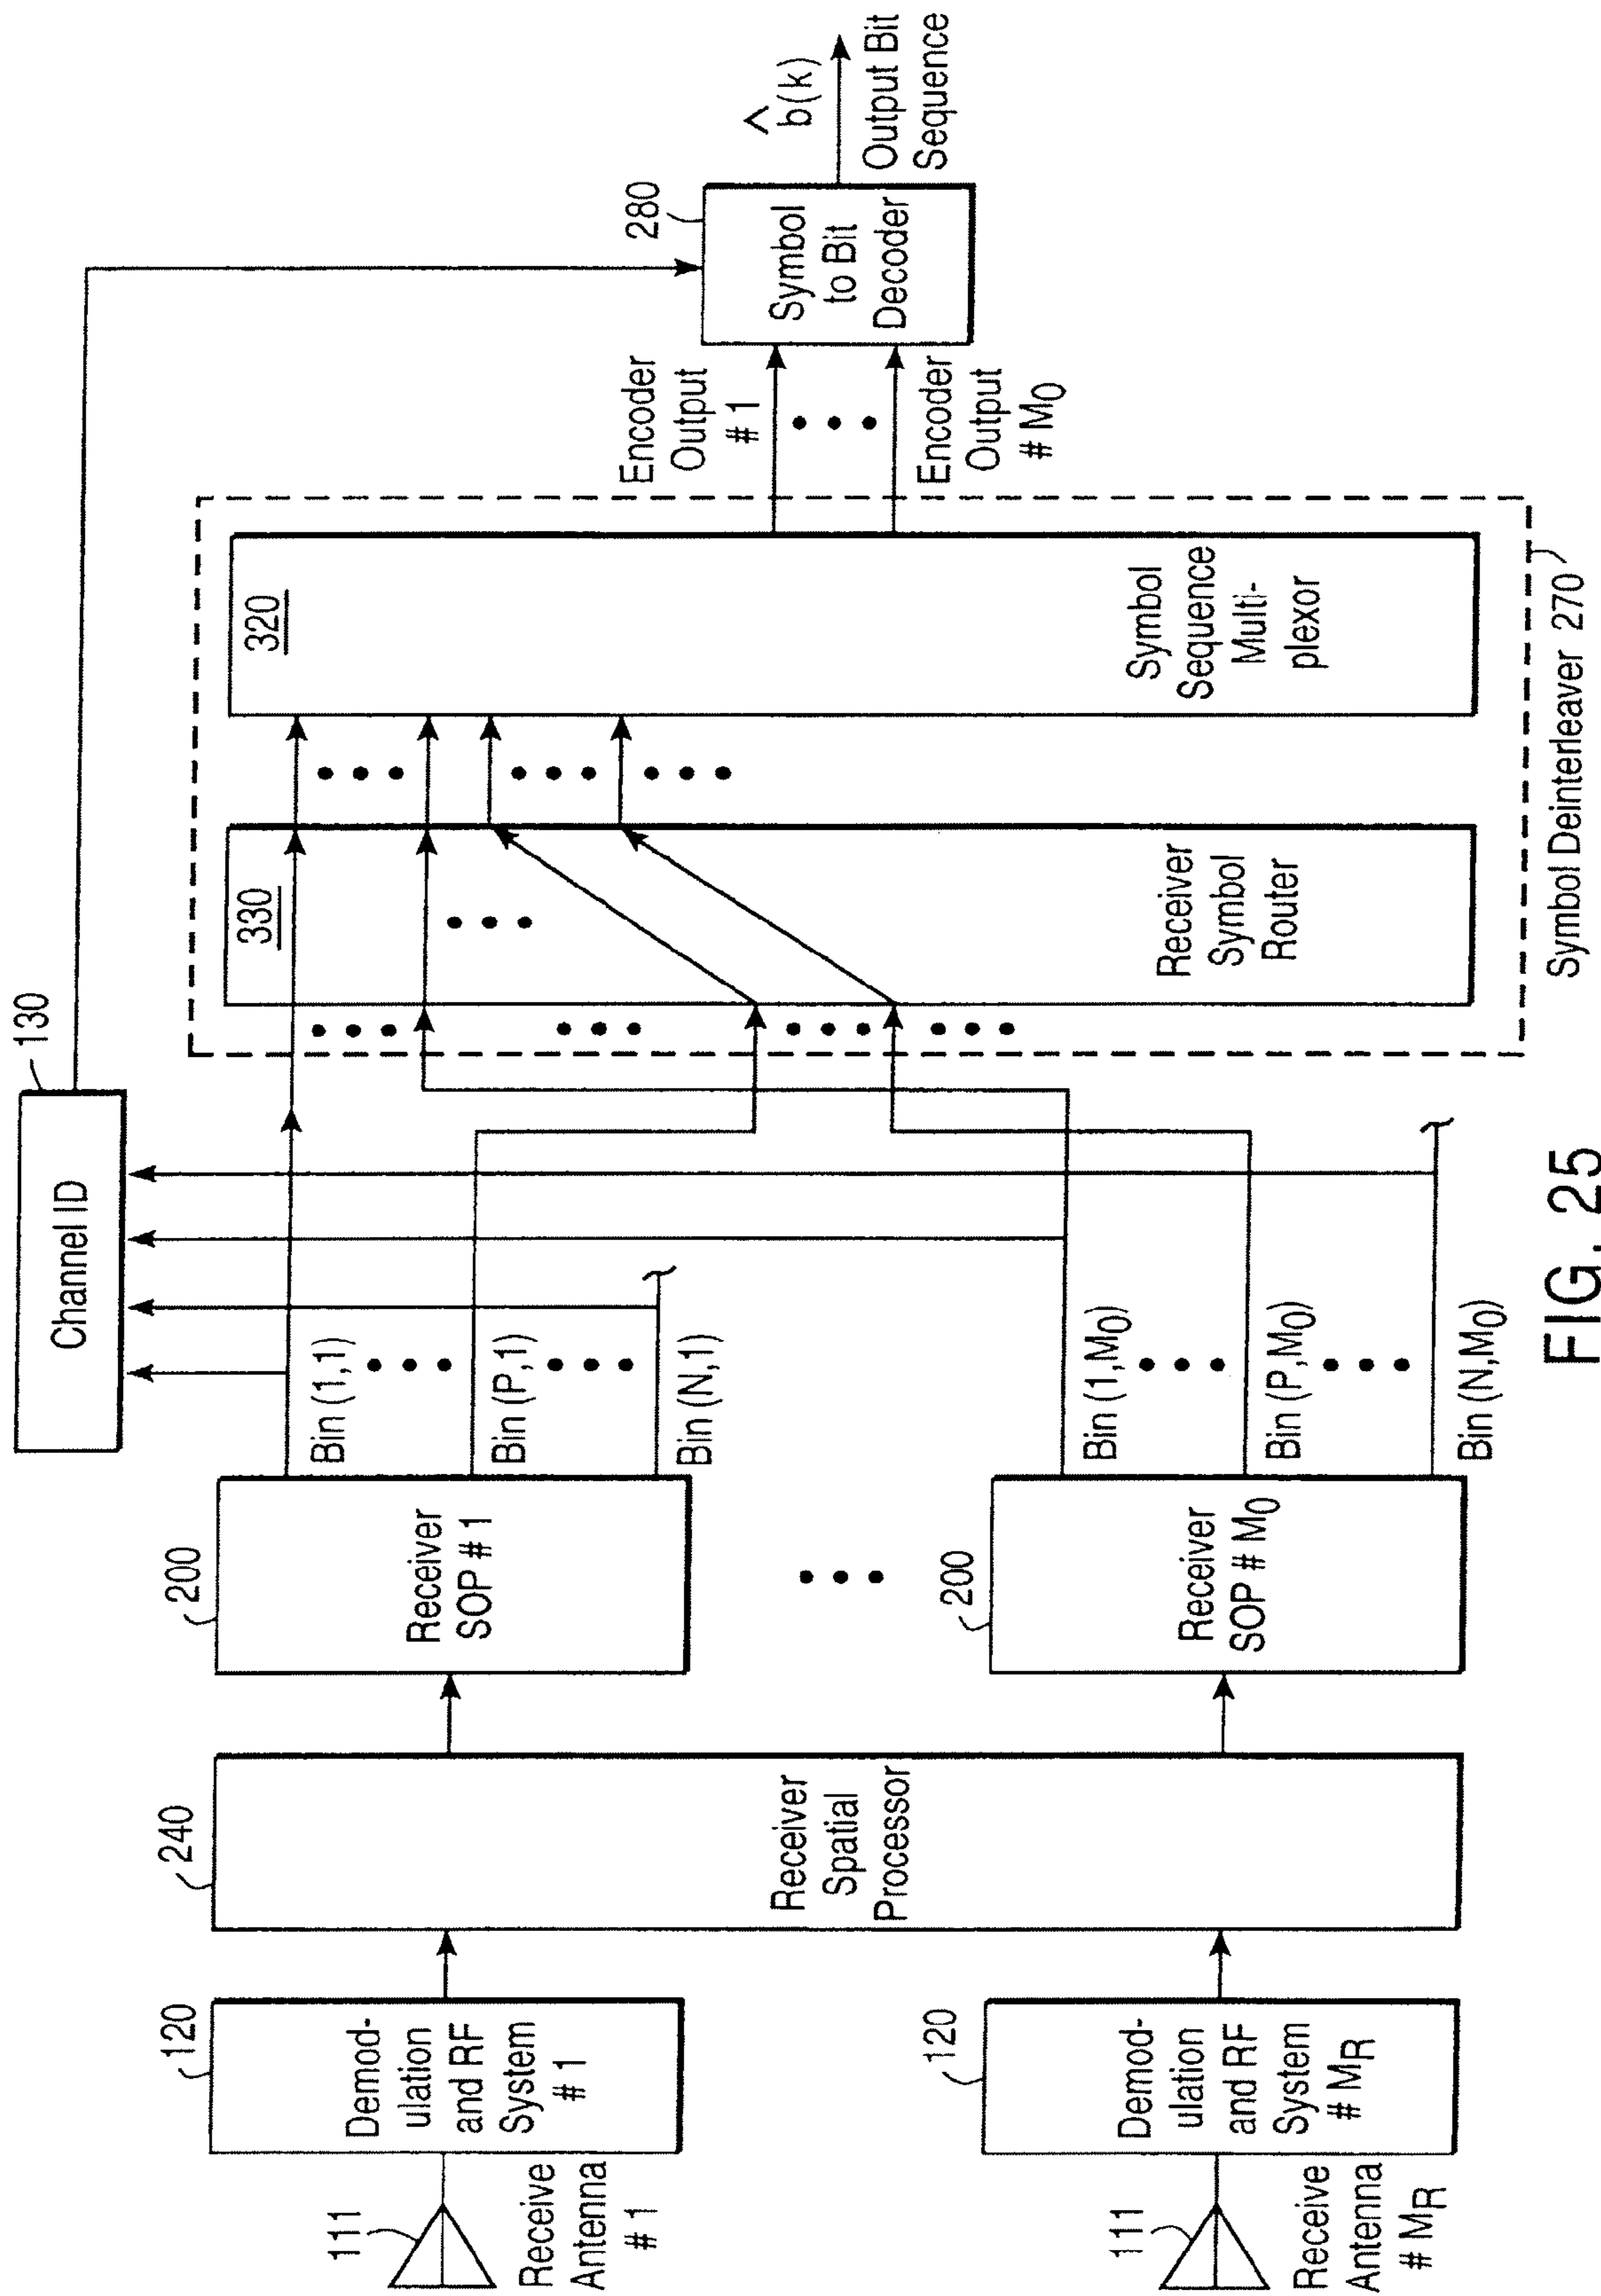 130
Channel ID
111
Receive
Antenna
# 1
120
Demod-
ulation
and RF
System
# 1
240
Receiver
Spatial
Processor
200
Receiver
SOP # 1
Bin (1,1)
Bin (P,1)
Bin (N,1)
330
Receiver
Symbol
Router
320
Symbol
Sequence
Multi-
plexor
Encoder
Output
# 1
Encoder
Output
# M0
280
Symbol
to Bit
Decoder
^
b(k)
Output Bit
Sequence
111
Receive
Antenna
# MR
120
Demod-
ulation
and RF
System
# MR
200
Receiver
SOP # M0
Bin (1,M0)
Bin (P,M0)
Bin (N,M0)
Symbol Deinterleaver 270
FIG. 25